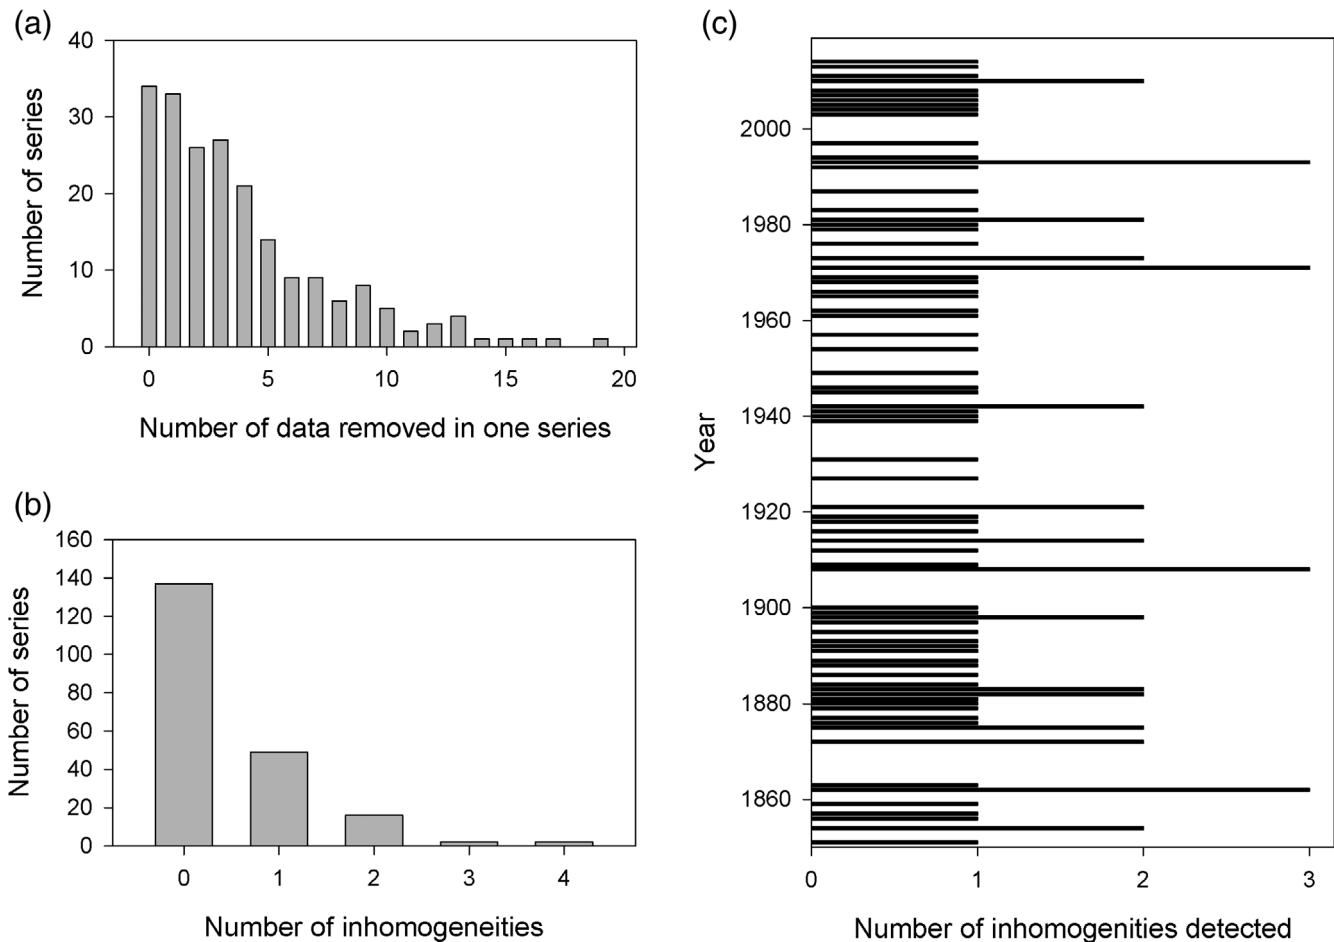 (a)
40
30
20
10
0
Number of series
0 5 10 15 20
Number of data removed in one series
(b)
160
140
120
100
80
60
40
20
0
Number of series
0 1 2 3 4
Number of inhomogeneities
(c)
2000
1980
1960
1940
1920
1900
1880
1860
Year
0 1 2 3
Number of inhomogenities detected